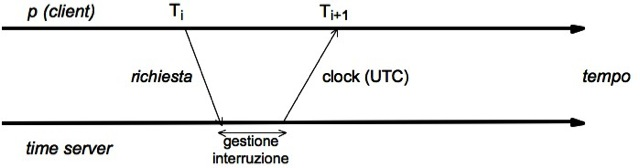 p (client) Ti Ti+1
richiesta clock (UTC) tempo
time server gestione
interruzione